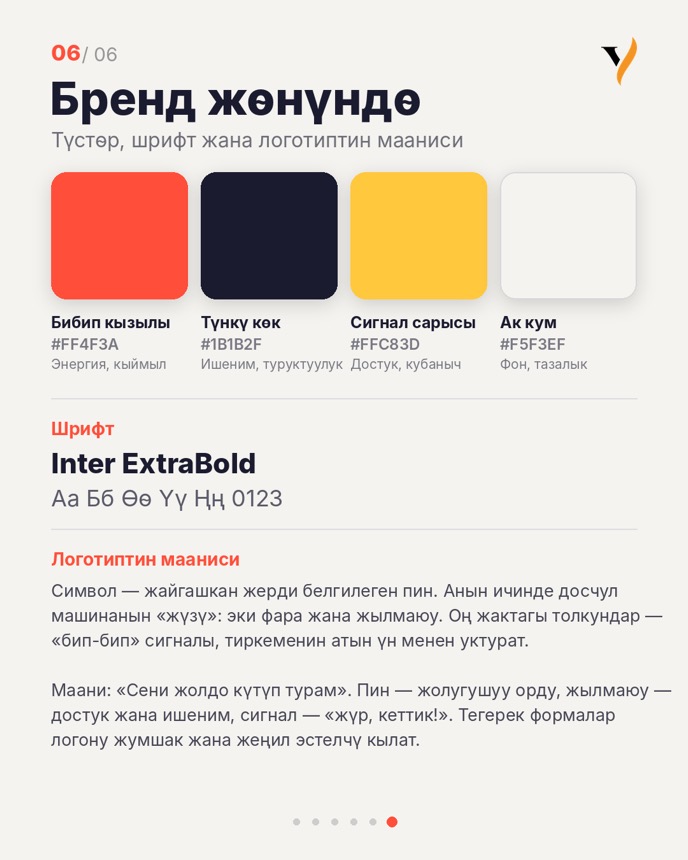 06 / 06
Бренд жөнүндө
Түстөр, шрифт жана логотиптин мааниси
Бибип кызылы
#FF4F3A
Энергия, кыймыл
Түнкү көк
#1B1B2F
Ишеним, туруктуулук
Сигнал сарысы
#FFC83D
Достук, кубаныч
Ак кум
#F5F3EF
Фон, тазалык
Шрифт
Inter ExtraBold
Аа Бб Өө Үү Ңң 0123
Логотиптин мааниси
Символ — жайгашкан жерди белгилеген пин. Анын ичинде досчул
машинанын «жүзү»: эки фара жана жылмаюу. Оң жактагы толкундар —
«бип-бип» сигналы, тиркеменин атын үн менен уктурат.
Маани: «Сени жолдо күтүп турам». Пин — жолугушуу орду, жылмаюу —
достук жана ишеним, сигнал — «жүр, кеттик!». Тегерек формалар
логону жумшак жана жеңил эстелчү кылат.